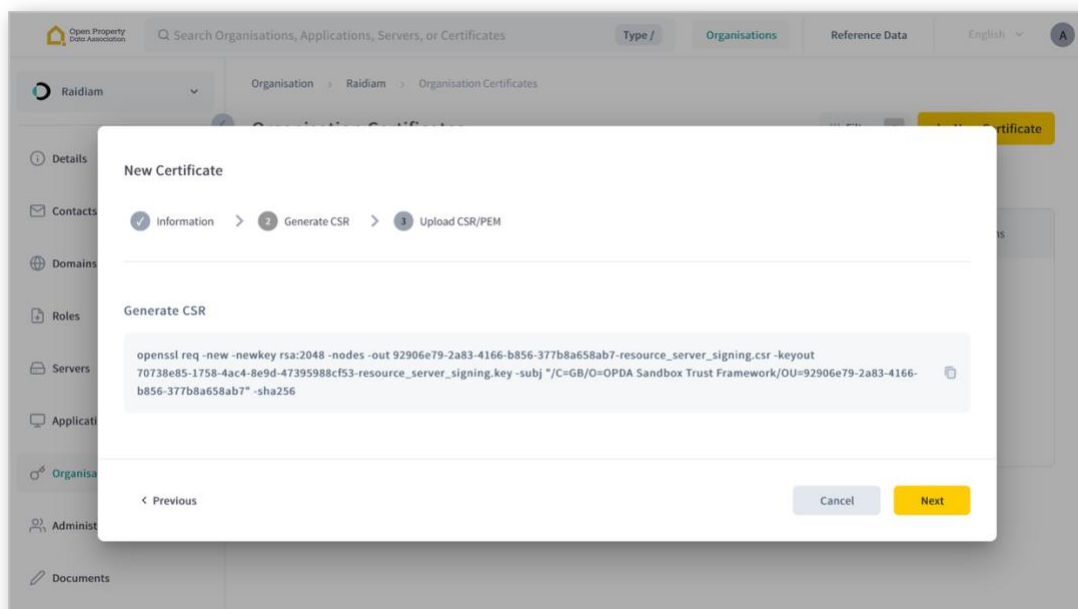 Open Property
Data Association
Search Organisations, Applications, Servers, or Certificates
Type /
Organisations
Reference Data
English
A
Raidiam
Organisation > Raidiam > Organisation Certificates
Organisation Certificates
New Certificate
Details
Contacts
Domains
Roles
Servers
Applicati
Organisa
Administ
Documents
New Certificate
Information > 2 Generate CSR > 3 Upload CSR/PEM
Generate CSR
openssl req -new -newkey rsa:2048 -nodes -out 92906e79-2a83-4166-b856-377b8a658ab7-resource_server_signing.csr -keyout
70738e85-1758-4ac4-8e9d-47395988cf53-resource_server_signing.key -subj "/C=GB/O=OPDA Sandbox Trust Framework/OU=92906e79-2a83-4166-
b856-377b8a658ab7" -sha256
< Previous
Cancel
Next